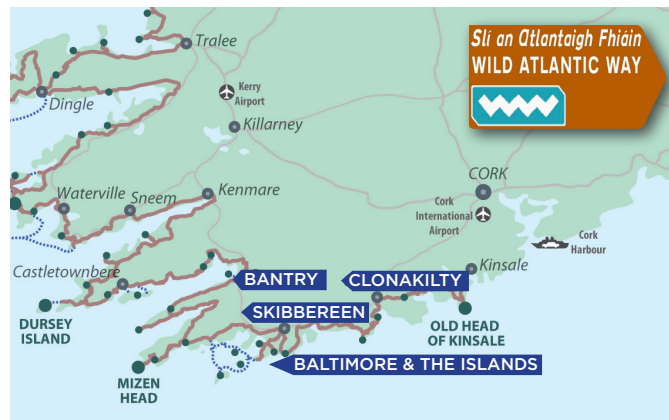 Slí an Atlantaigh Fhiáin
WILD ATLANTIC WAY
Tralee
Kerry
Airport
Dingle
Killarney
CORK
Waterville
Sneem
Kenmare
Cork
International
Airport
Cork
Harbour
Castletownbere
BANTRY
CLONAKILTY
Kinsale
SKIBBEREEN
DURSEY
ISLAND
OLD HEAD
OF KINSALE
MIZEN
HEAD
BALTIMORE & THE ISLANDS